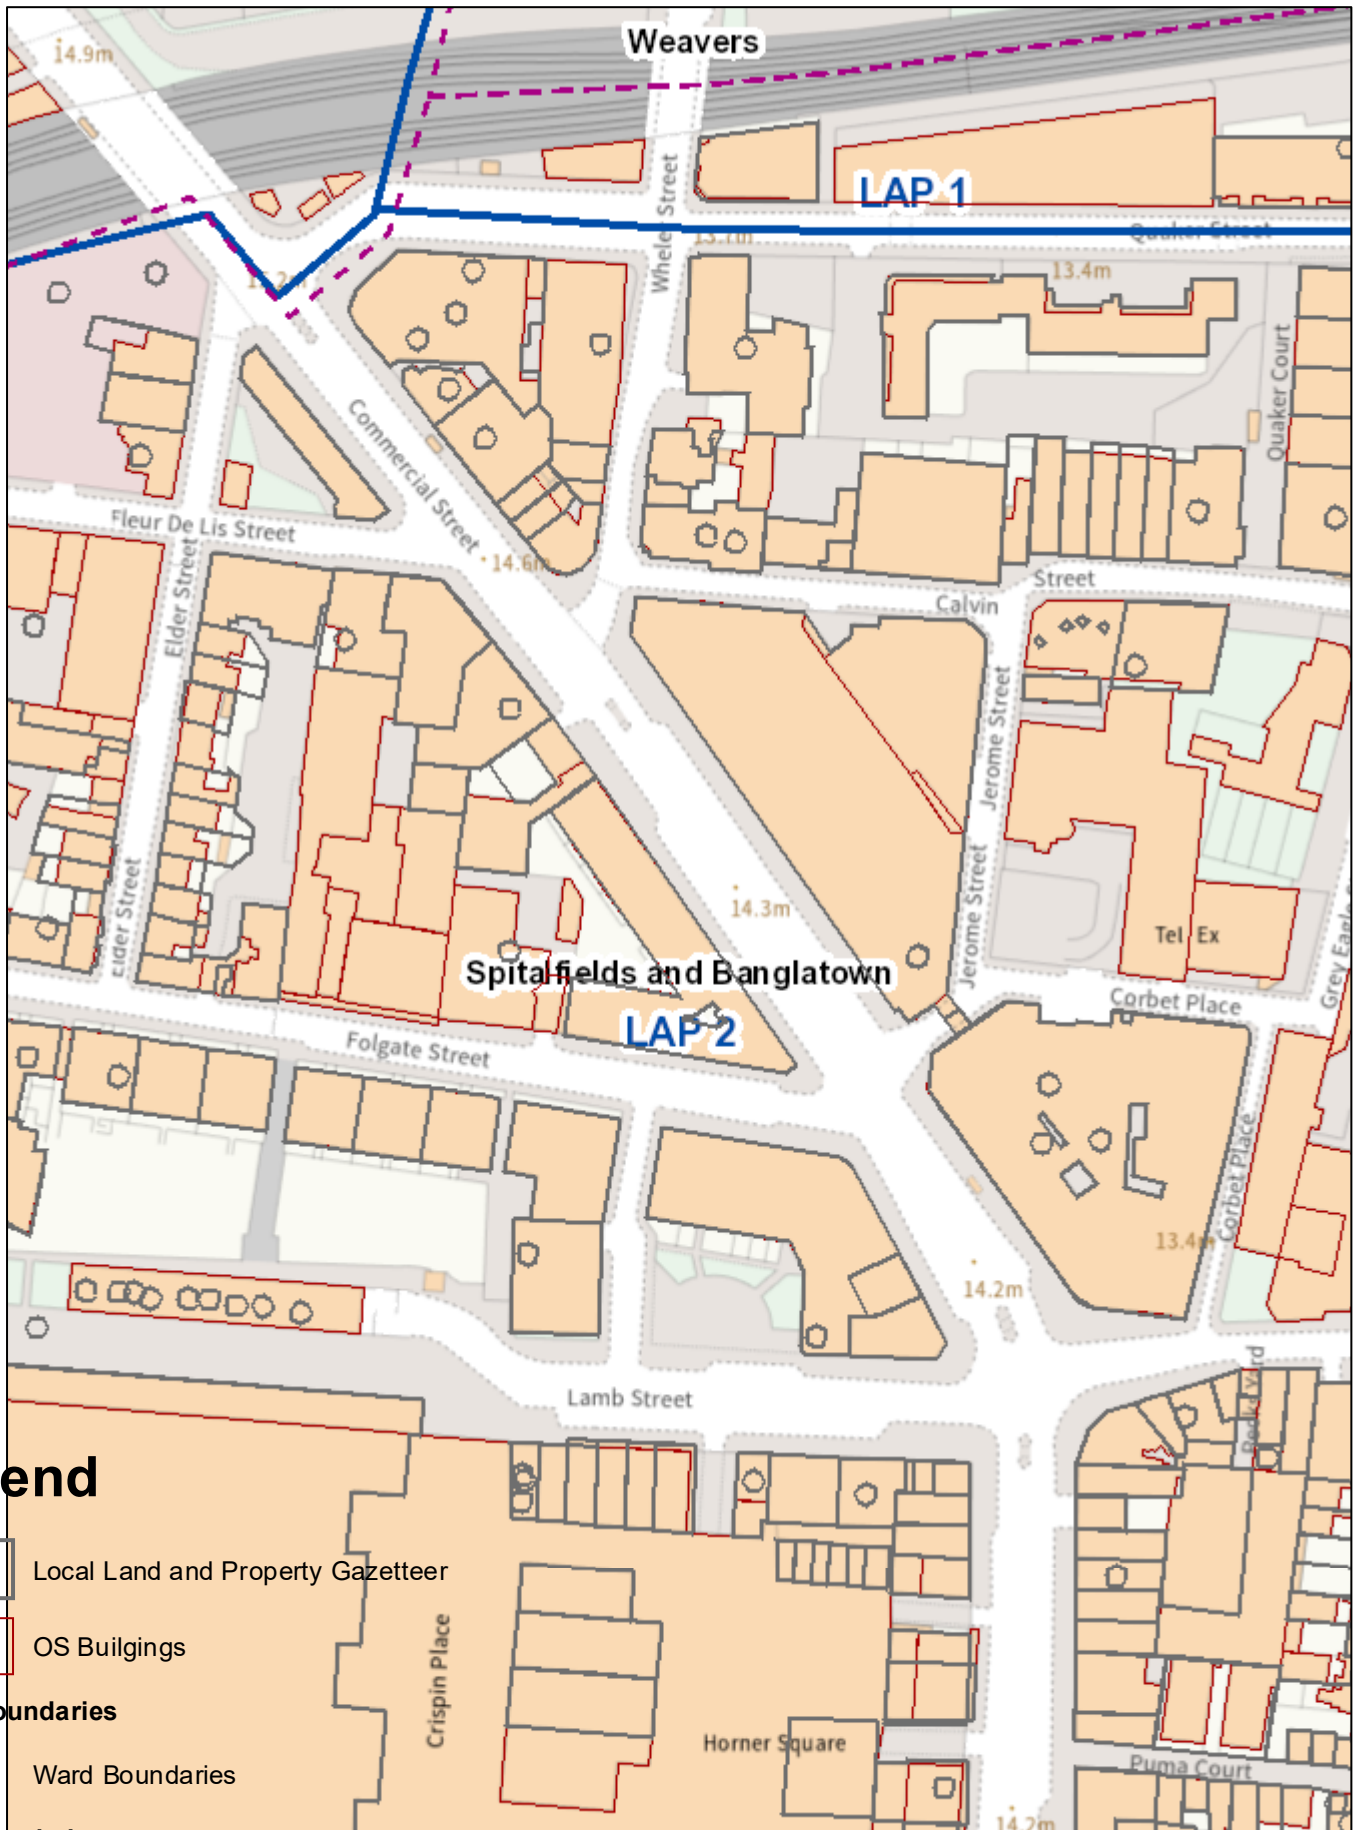 Weavers
14.9m
LAP 1
Wheler Street
13.7m
Quaker Street
13.4m
Quaker Court
Commercial Street
Fleur De Lis Street
14.6m
Elder Street
Street
Calvin
Jerome Street
Jerome Street
Elder Street
14.3m
Tel Ex
Spitalfields and Banglatown
LAP 2
Corbet Place
Folgate Street
Corbet Place
13.4m
14.2m
Lamb Street
end
Local Land and Property Gazetteer
OS Builgings
oundaries
Ward Boundaries
Crispin Place
Horner Square
Puma Court
14.2m